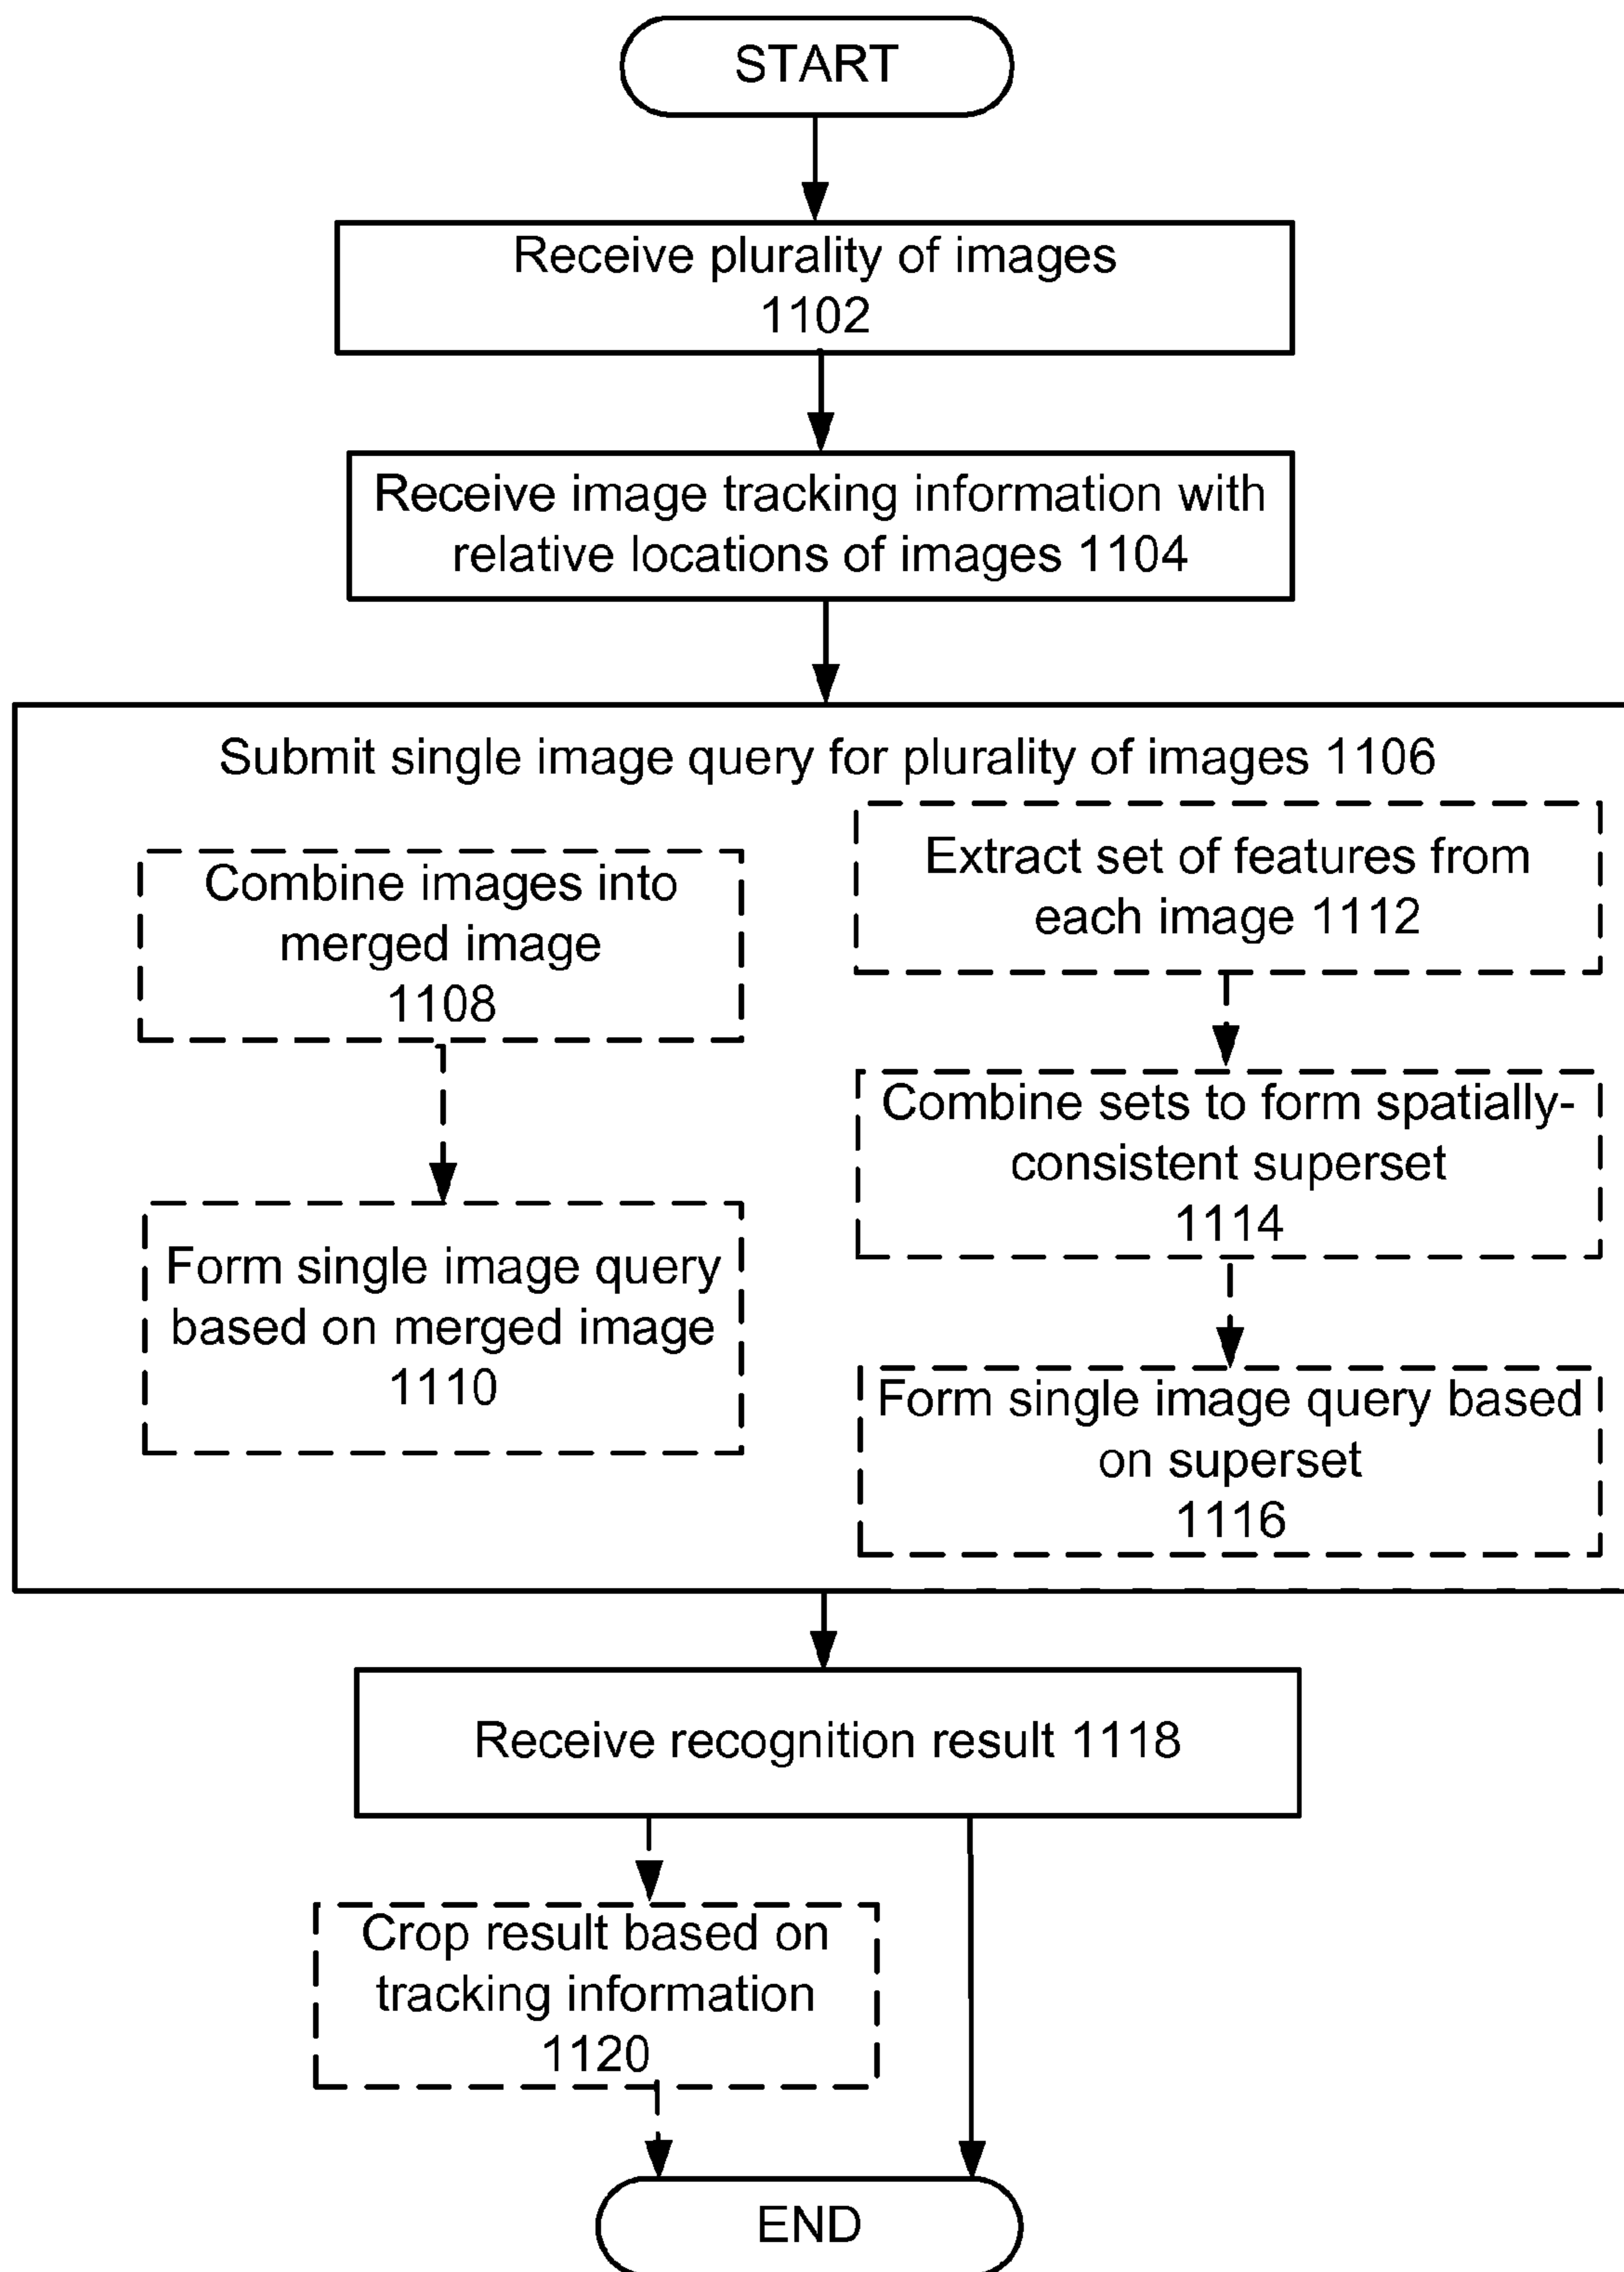 START
Receive plurality of images
1102
Receive image tracking information with
relative locations of images 1104
Submit single image query for plurality of images 1106
Combine images into
merged image
1108
Form single image query
based on merged image
1110
Extract set of features from
each image 1112
Combine sets to form spatially-
consistent superset
1114
Form single image query based
on superset
1116
Receive recognition result 1118
Crop result based on
tracking information
1120
END